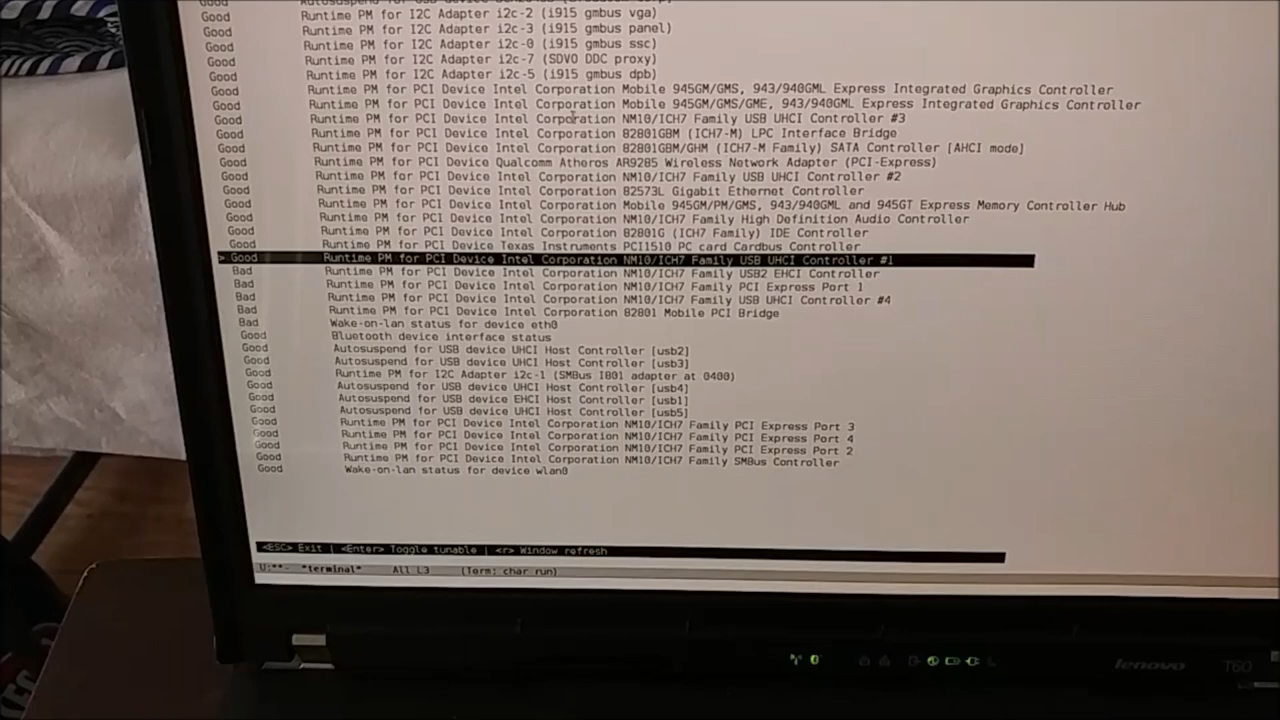 Good Runtime PM for I2C Adapter i2c-2 (i915 gmbus vga)
Good Runtime PM for I2C Adapter i2c-3 (i915 gmbus panel)
Good Runtime PM for I2C Adapter i2c-0 (i915 gmbus ssc)
Good Runtime PM for I2C Adapter i2c-7 (SDVO DDC proxy)
Good Runtime PM for I2C Adapter i2c-5 (i915 gmbus dpb)
Good Runtime PM for PCI Device Intel Corporation Mobile 945GM/GMS, 943/940GML Express Integrated Graphics Controller
Good Runtime PM for PCI Device Intel Corporation Mobile 945GM/GMS/GME, 943/940GML Express Integrated Graphics Controller
Good Runtime PM for PCI Device Intel Corporation NM10/ICH7 Family USB UHCI Controller #3
Good Runtime PM for PCI Device Intel Corporation 82801GBM (ICH7-M) LPC Interface Bridge
Good Runtime PM for PCI Device Intel Corporation 82801GBM/GHM (ICH7-M Family) SATA Controller [AHCI mode]
Good Runtime PM for PCI Device Qualcomm Atheros AR9285 Wireless Network Adapter (PCI-Express)
Good Runtime PM for PCI Device Intel Corporation NM10/ICH7 Family USB UHCI Controller #2
Good Runtime PM for PCI Device Intel Corporation 82573L Gigabit Ethernet Controller
Good Runtime PM for PCI Device Intel Corporation Mobile 945GM/PM/GMS, 943/940GML and 945GT Express Memory Controller Hub
Good Runtime PM for PCI Device Intel Corporation NM10/ICH7 Family High Definition Audio Controller
Good Runtime PM for PCI Device Intel Corporation 82801G (ICH7 Family) IDE Controller
Good Runtime PM for PCI Device Texas Instruments PCI1510 PC card Cardbus Controller
> Good Runtime PM for PCI Device Intel Corporation NM10/ICH7 Family USB UHCI Controller #1
Bad Runtime PM for PCI Device Intel Corporation NM10/ICH7 Family USB2 EHCI Controller
Bad Runtime PM for PCI Device Intel Corporation NM10/ICH7 Family PCI Express Port 1
Bad Runtime PM for PCI Device Intel Corporation NM10/ICH7 Family USB UHCI Controller #4
Bad Runtime PM for PCI Device Intel Corporation 82801 Mobile PCI Bridge
Bad Wake-on-lan status for device eth0
Good Bluetooth device interface status
Good Autosuspend for USB device UHCI Host Controller [usb2]
Good Autosuspend for USB device UHCI Host Controller [usb3]
Good Runtime PM for I2C Adapter i2c-1 (SMBus I801 adapter at 0400)
Good Autosuspend for USB device UHCI Host Controller [usb4]
Good Autosuspend for USB device EHCI Host Controller [usb1]
Good Autosuspend for USB device UHCI Host Controller [usb5]
Good Runtime PM for PCI Device Intel Corporation NM10/ICH7 Family PCI Express Port 3
Good Runtime PM for PCI Device Intel Corporation NM10/ICH7 Family PCI Express Port 4
Good Runtime PM for PCI Device Intel Corporation NM10/ICH7 Family PCI Express Port 2
Good Runtime PM for PCI Device Intel Corporation NM10/ICH7 Family SMBus Controller
Good Wake-on-lan status for device wlan0
<ESC> Exit | <Enter> Toggle tunable | <r> Window refresh
U:**- *terminal* All L3 (Term: char run)
lenovo T60